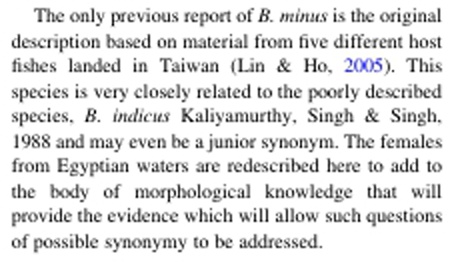 The only previous report of B. minus is the original
description based on material from five different host
fishes landed in Taiwan (Lin & Ho, 2005). This
species is very closely related to the poorly described
species, B. indicus Kaliyamurthy, Singh & Singh,
1988 and may even be a junior synonym. The females
from Egyptian waters are redescribed here to add to
the body of morphological knowledge that will
provide the evidence which will allow such questions
of possible synonymy to be addressed.